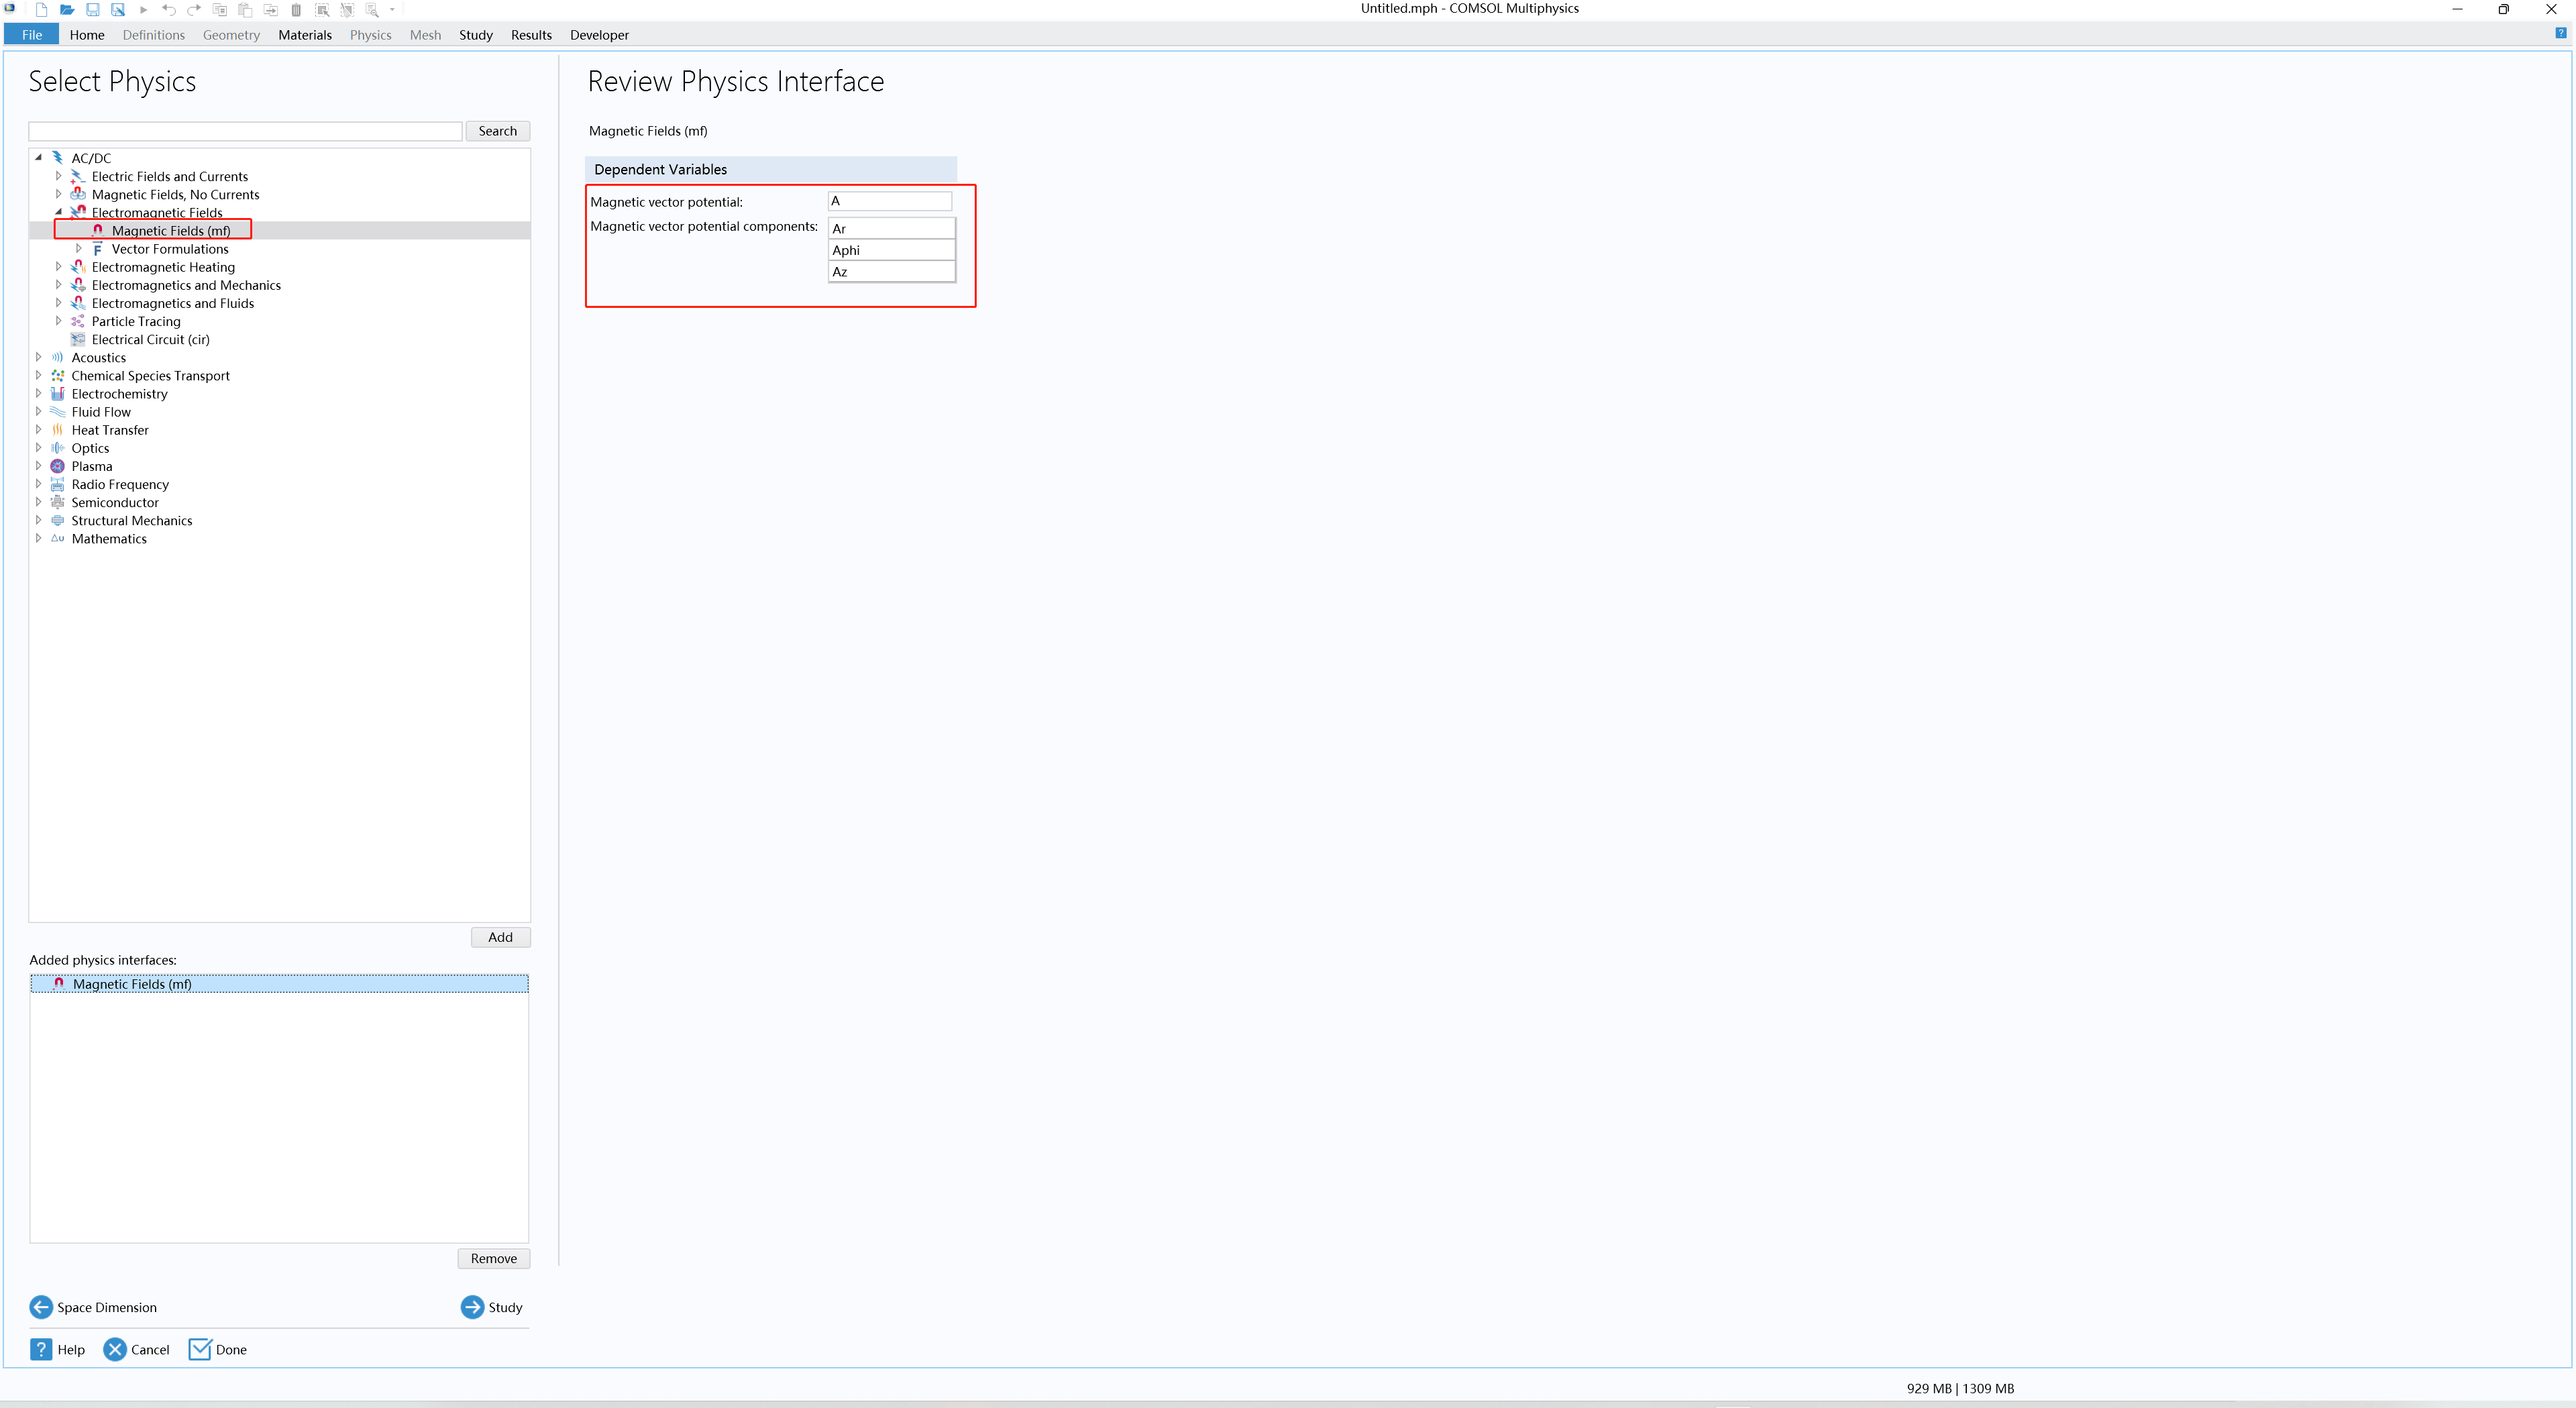 Untitled.mph - COMSOL Multiphysics
File Home Definitions Geometry Materials Physics Mesh Study Results Developer
?
Select Physics
Search
AC/DC
Electric Fields and Currents
Magnetic Fields, No Currents
Electromagnetic Fields
Magnetic Fields (mf)
Vector Formulations
Electromagnetic Heating
Electromagnetics and Mechanics
Electromagnetics and Fluids
Particle Tracing
Electrical Circuit (cir)
Acoustics
Chemical Species Transport
Electrochemistry
Fluid Flow
Heat Transfer
Optics
Plasma
Radio Frequency
Semiconductor
Structural Mechanics
Δu Mathematics
Add
Added physics interfaces:
Magnetic Fields (mf)
Remove
Space Dimension
Study
? Help
Cancel
Done
Review Physics Interface
Magnetic Fields (mf)
Dependent Variables
Magnetic vector potential: A
Magnetic vector potential components: Ar
Aphi
Az
929 MB | 1309 MB